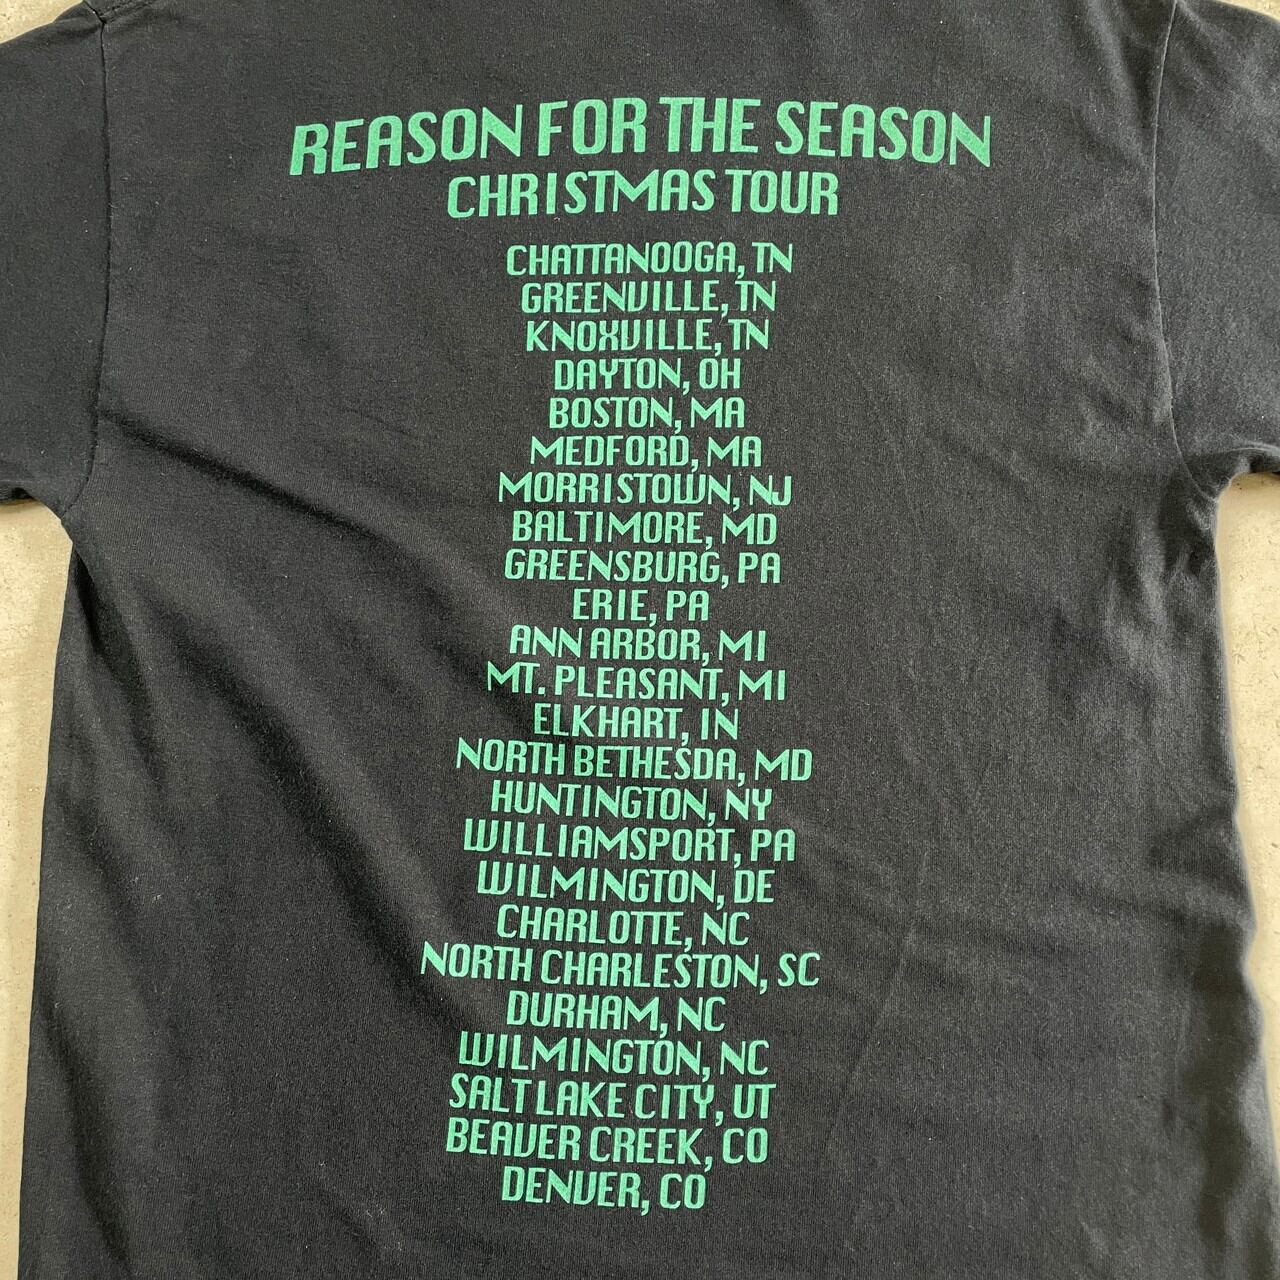 REASON FOR THE SEASON
CHRISTMAS TOUR
CHATTANOOGA, TN
GREENVILLE, TN
KNOXVILLE, TN
DAYTON, OH
BOSTON, MA
MEDFORD, MA
MORRISTOWN, NJ
BALTIMORE, MD
GREENSBURG, PA
ERIE, PA
ANN ARBOR, MI
MT. PLEASANT, MI
ELKHART, IN
NORTH BETHESDA, MD
HUNTINGTON, NY
WILLIAMSPORT, PA
WILMINGTON, DE
CHARLOTTE, NC
NORTH CHARLESTON, SC
DURHAM, NC
WILMINGTON, NC
SALT LAKE CITY, UT
BEAVER CREEK, CO
DENVER, CO